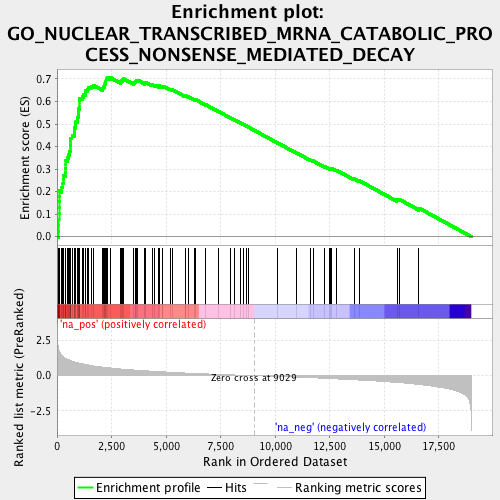 Enrichment plot:
GO_NUCLEAR_TRANSCRIBED_MRNA_CATABOLIC_PRO
CESS_NONSENSE_MEDIATED_DECAY
Enrichment score (ES)
0.7
0.6
0.5
0.4
0.3
0.2
0.1
0.0
'na_pos' (positively correlated)
Ranked list metric (PreRanked)
2.5
0.0
-2.5
Zero cross at 9029
'na_neg' (negatively correlated)
0
2,500
5,000
7,500
10,000
12,500
15,000
17,500
Rank in Ordered Dataset
Enrichment profile
Hits
Ranking metric scores